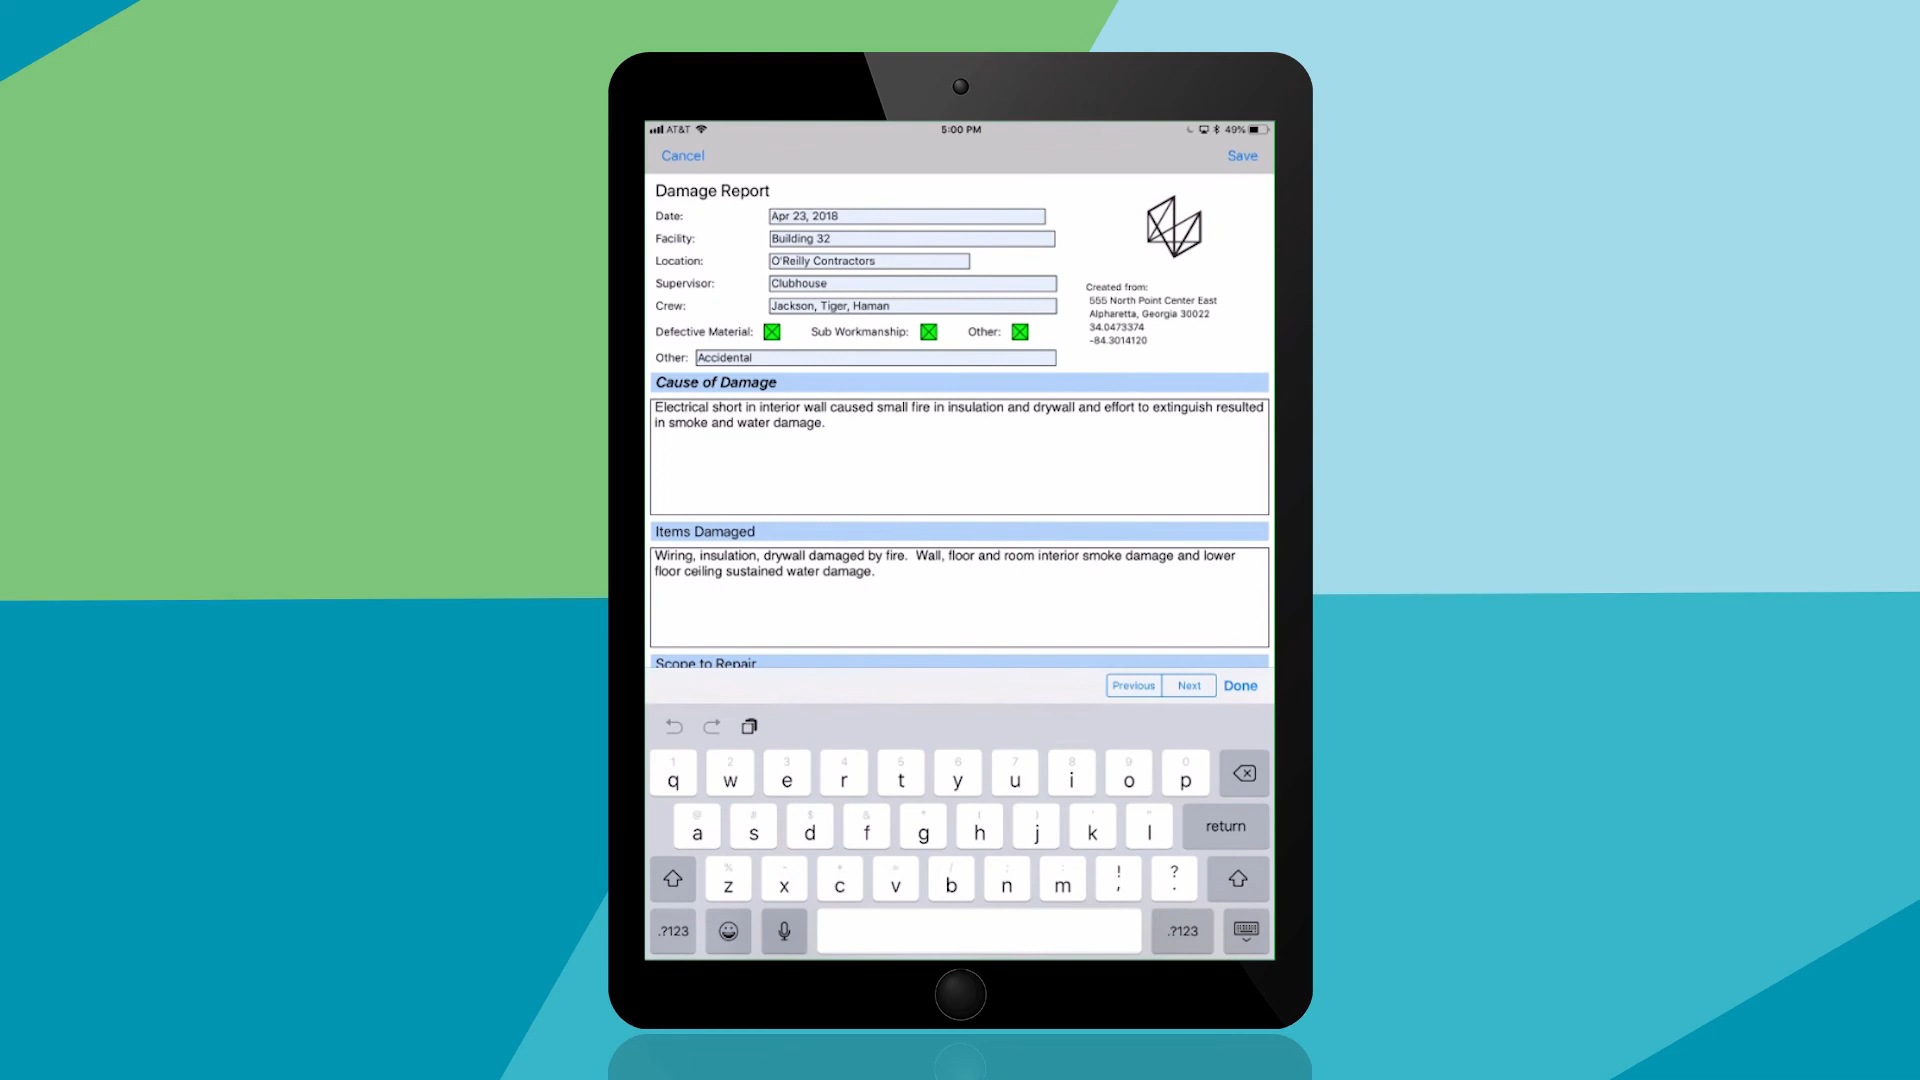 AT&T 5:00 PM 49%
Cancel Save
Damage Report
Date: Apr 23, 2018
Facility: Building 32
Location: O'Reilly Contractors
Supervisor: Clubhouse
Crew: Jackson, Tiger, Haman
Created from:
555 North Point Center East
Alpharetta, Georgia 30022
34.0473374
-84.3014120
Defective Material: Sub Workmanship: Other:
Other: Accidental
Cause of Damage
Electrical short in interior wall caused small fire in insulation and drywall and effort to extinguish resulted
in smoke and water damage.
Items Damaged
Wiring, insulation, drywall damaged by fire.  Wall, floor and room interior smoke damage and lower
floor ceiling sustained water damage.
Scope to Repair
Previous Next Done
1 2 3 4 5 6 7 8 9 0
q w e r t y u i o p
@ # $ & * ( ) ' "
a s d f g h j k l return
% - + = / ; :
z x c v b n m ! , ? .
.?123 .?123